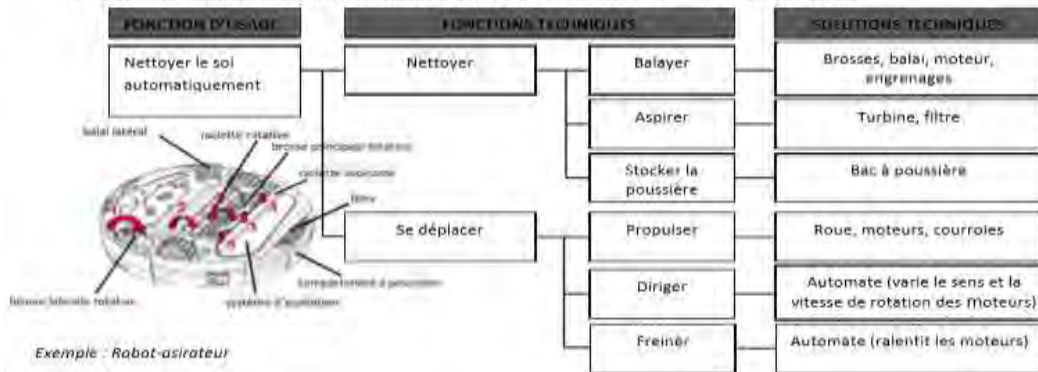 FONCTION D'USAGE
FONCTIONS TECHNIQUES
SOLUTIONS TECHNIQUES
Nettoyer le soi
automatiquement
Nettoyer
Balayer
Brosses, balai, moteur,
engrenages
Aspirer
Turbine, filtre
Stocker la
poussière
Bac à poussière
balai latéral
raclette rotative
brosse principale rotative
raclette
filtre
compartiment à poussière
système d'aspiration
brosse latérale rotative
Se déplacer
Propulser
Roue, moteurs, courroies
Diriger
Automate (varie le sens et la
vitesse de rotation des moteurs)
Freiner
Automate (ralentit les moteurs)
Exemple : Robot-asirateur